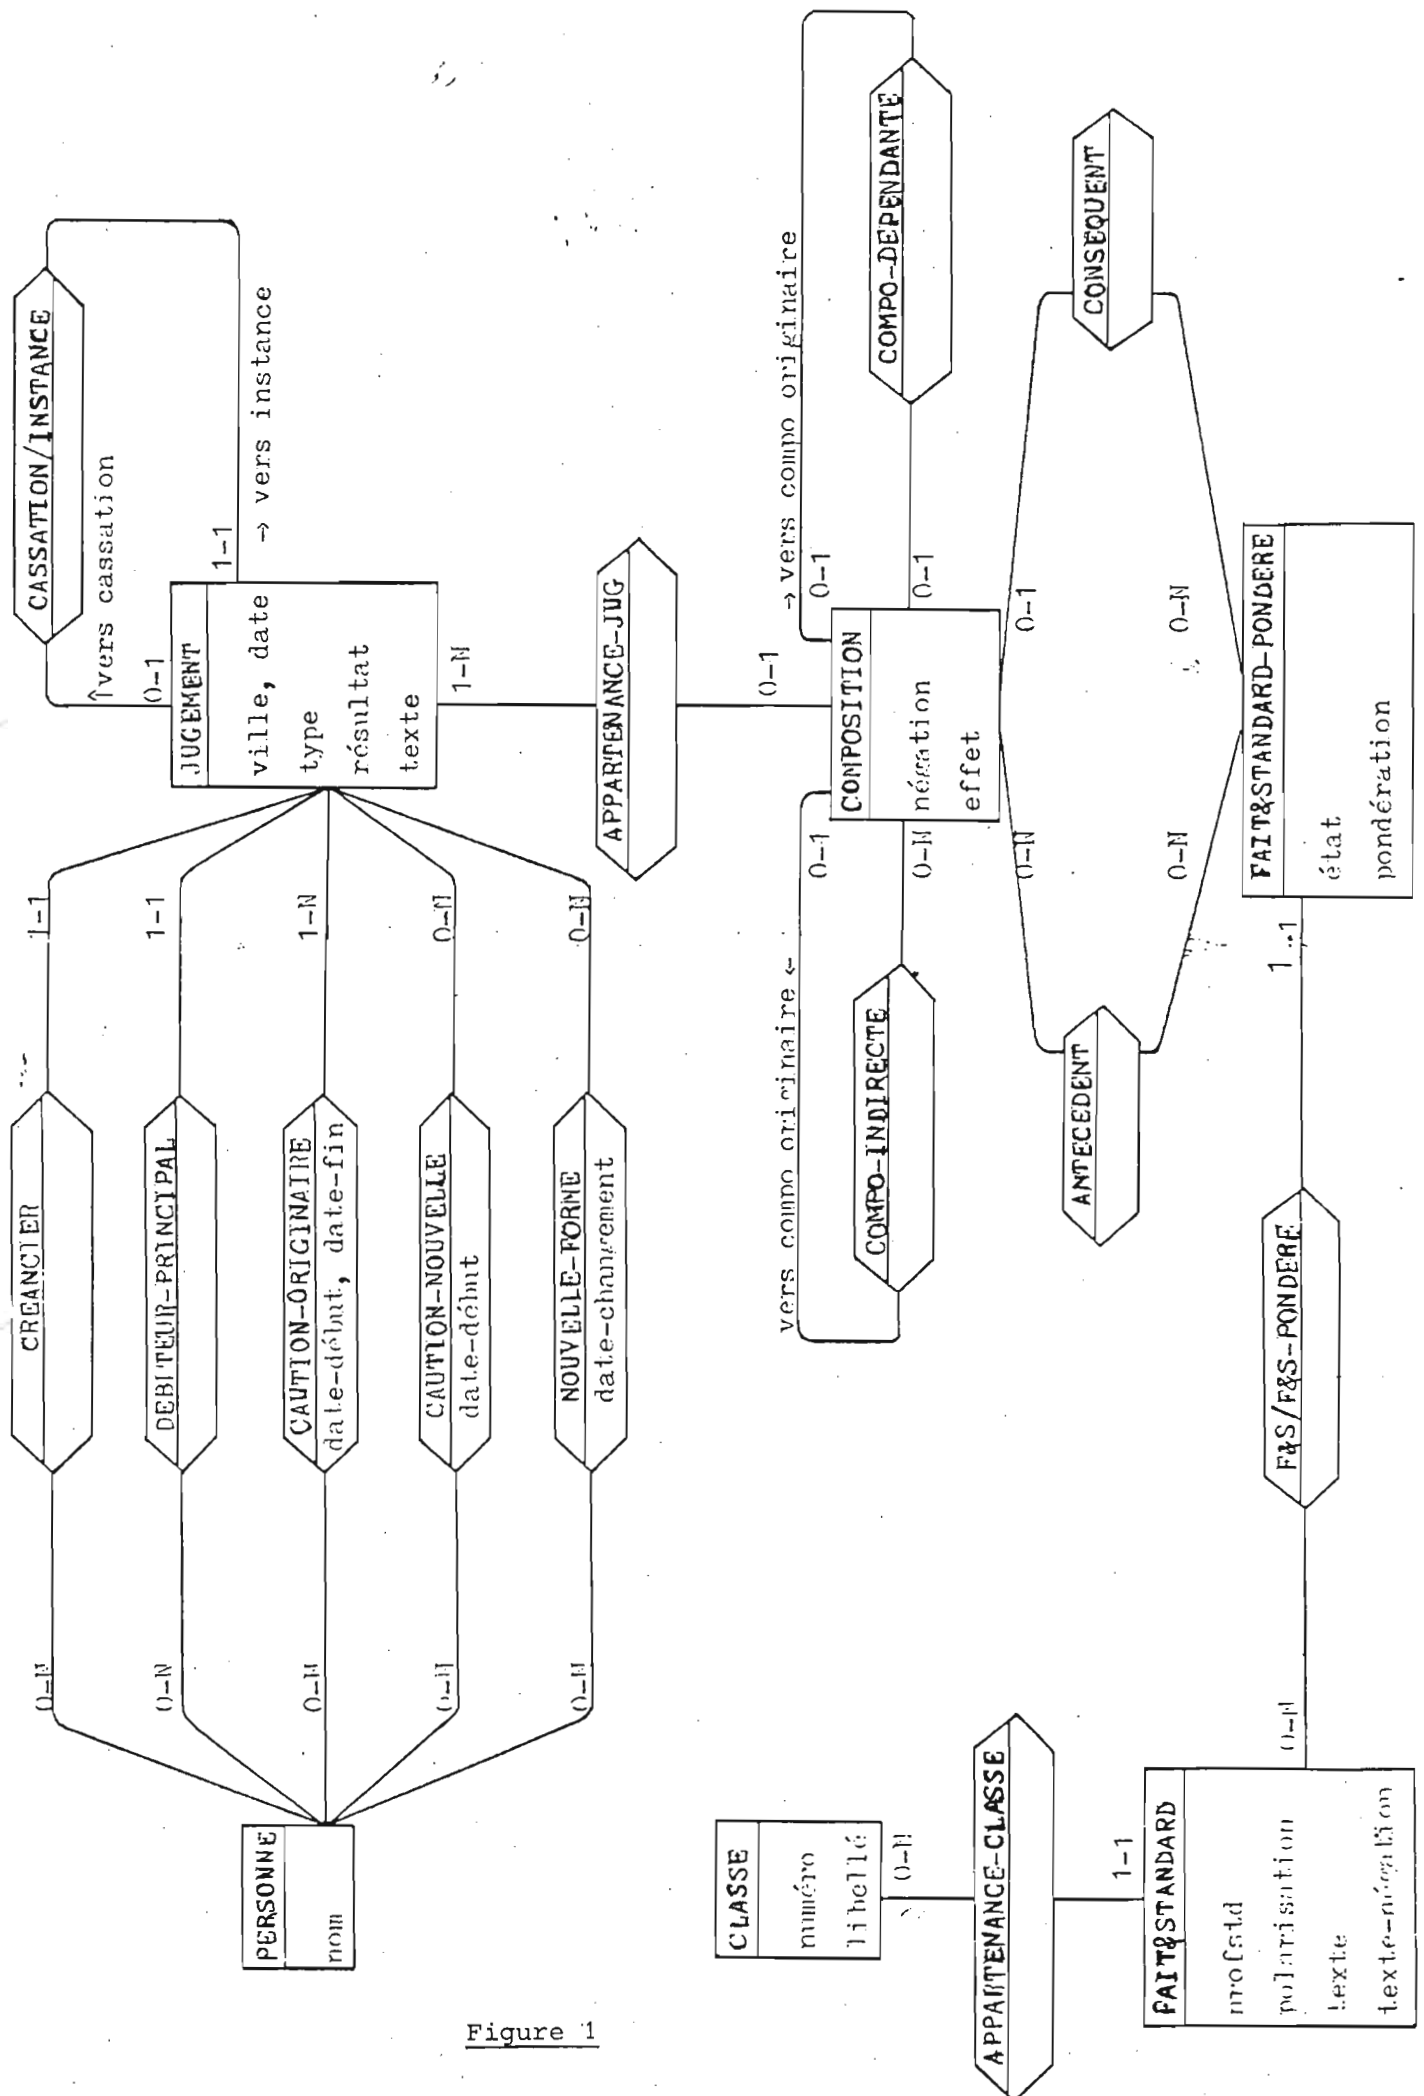 CASSATION/INSTANCE
↑vers cassation
0-1
1-1
→ vers instance
JUGEMENT
ville, date
type
résultat
texte
1-N
CREANCIER
0-N
1-1
DEBITEUR-PRINCIPAL
0-N
1-1
CAUTION-ORIGINAIRE
date-début, date-fin
0-N
1-N
CAUTION-NOUVELLE
date-début
0-N
0-N
NOUVELLE-FORME
date-changement
0-N
0-N
PERSONNE
nom
APPARTENANCE-JUG
0-1
COMPOSITION
négation
effet
→ vers compo originaire
0-1
COMPO-DEPENDANTE
0-1
vers compo originaire ←
0-1
COMPO-INDIRECTE
0-N
0-1
CONSEQUENT
0-N
0-N
ANTECEDENT
0-N
FAIT&STANDARD-PONDERE
état
pondération
1-1
F&S/F&S-PONDERE
0-N
CLASSE
numéro
libellé
0-N
APPARTENANCE-CLASSE
1-1
FAIT&STANDARD
nrofstd
polarisation
texte
texte-négation
Figure 1